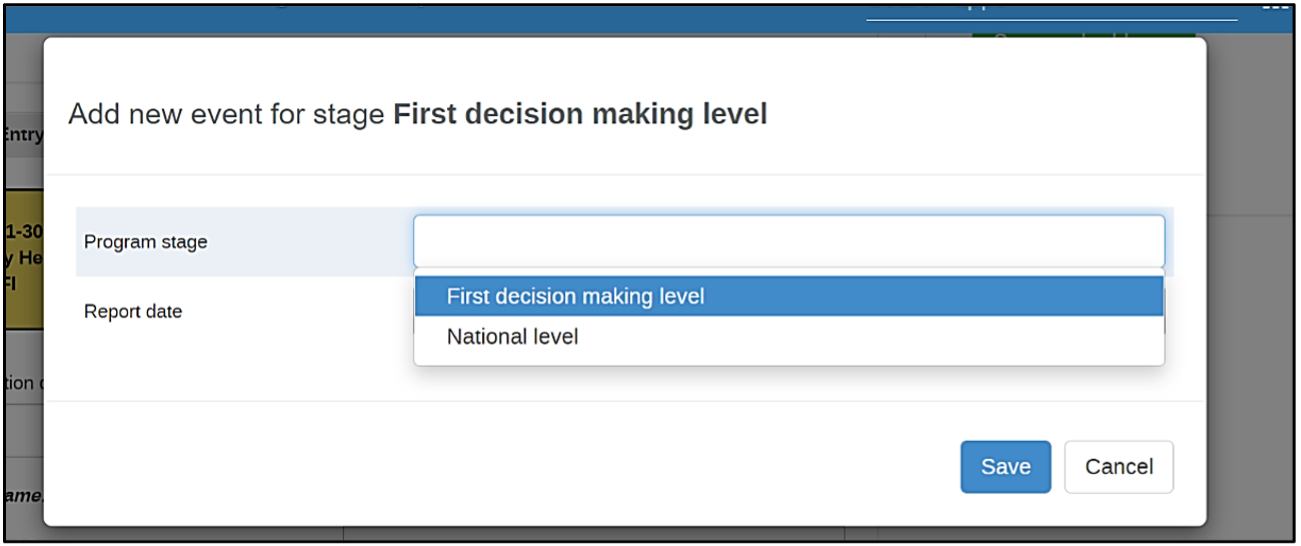 Add new event for stage First decision making level
Entry
1-30
y He
FI
Program stage
First decision making level
National level
Report date
tion
ame.
Save
Cancel